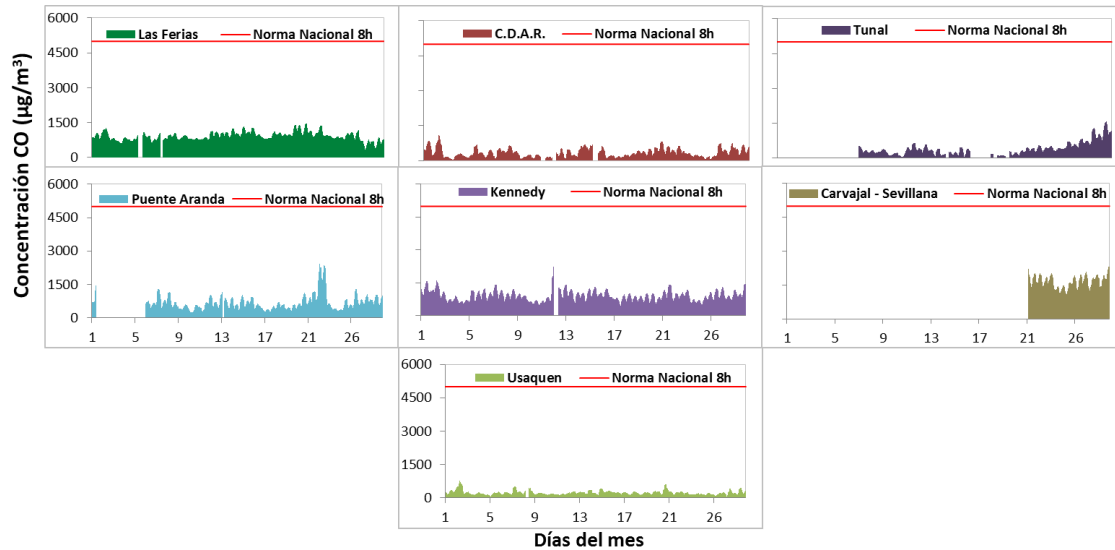 Concentración CO (µg/m³)
6000
4500
3000
1500
0
Las Ferias
Norma Nacional 8h
C.D.A.R.
Norma Nacional 8h
Tunal
Norma Nacional 8h
6000
4500
3000
1500
0
Puente Aranda
Norma Nacional 8h
1 5 9 13 17 22 26
Kennedy
Norma Nacional 8h
1 5 9 13 17 22 26
Carvajal - Sevillana
Norma Nacional 8h
1 5 9 13 17 21 26
6000
4500
3000
1500
0
Usaquen
Norma Nacional 8h
1 5 9 13 17 22 26
Días del mes